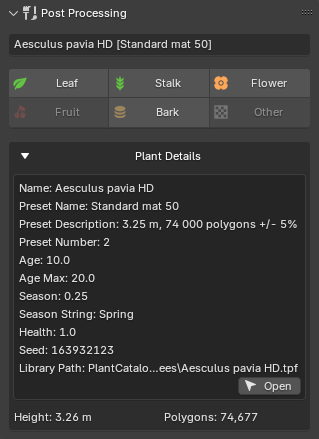 Post Processing
Aesculus pavia HD [Standard mat 50]
Leaf Stalk Flower
Fruit Bark Other
Plant Details
Name: Aesculus pavia HD
Preset Name: Standard mat 50
Preset Description: 3.25 m, 74 000 polygons +/- 5%
Preset Number: 2
Age: 10.0
Age Max: 20.0
Season: 0.25
Season String: Spring
Health: 1.0
Seed: 163932123
Library Path: PlantCatalo...ees\Aesculus pavia HD.tpf
Open
Height: 3.26 m Polygons: 74,677